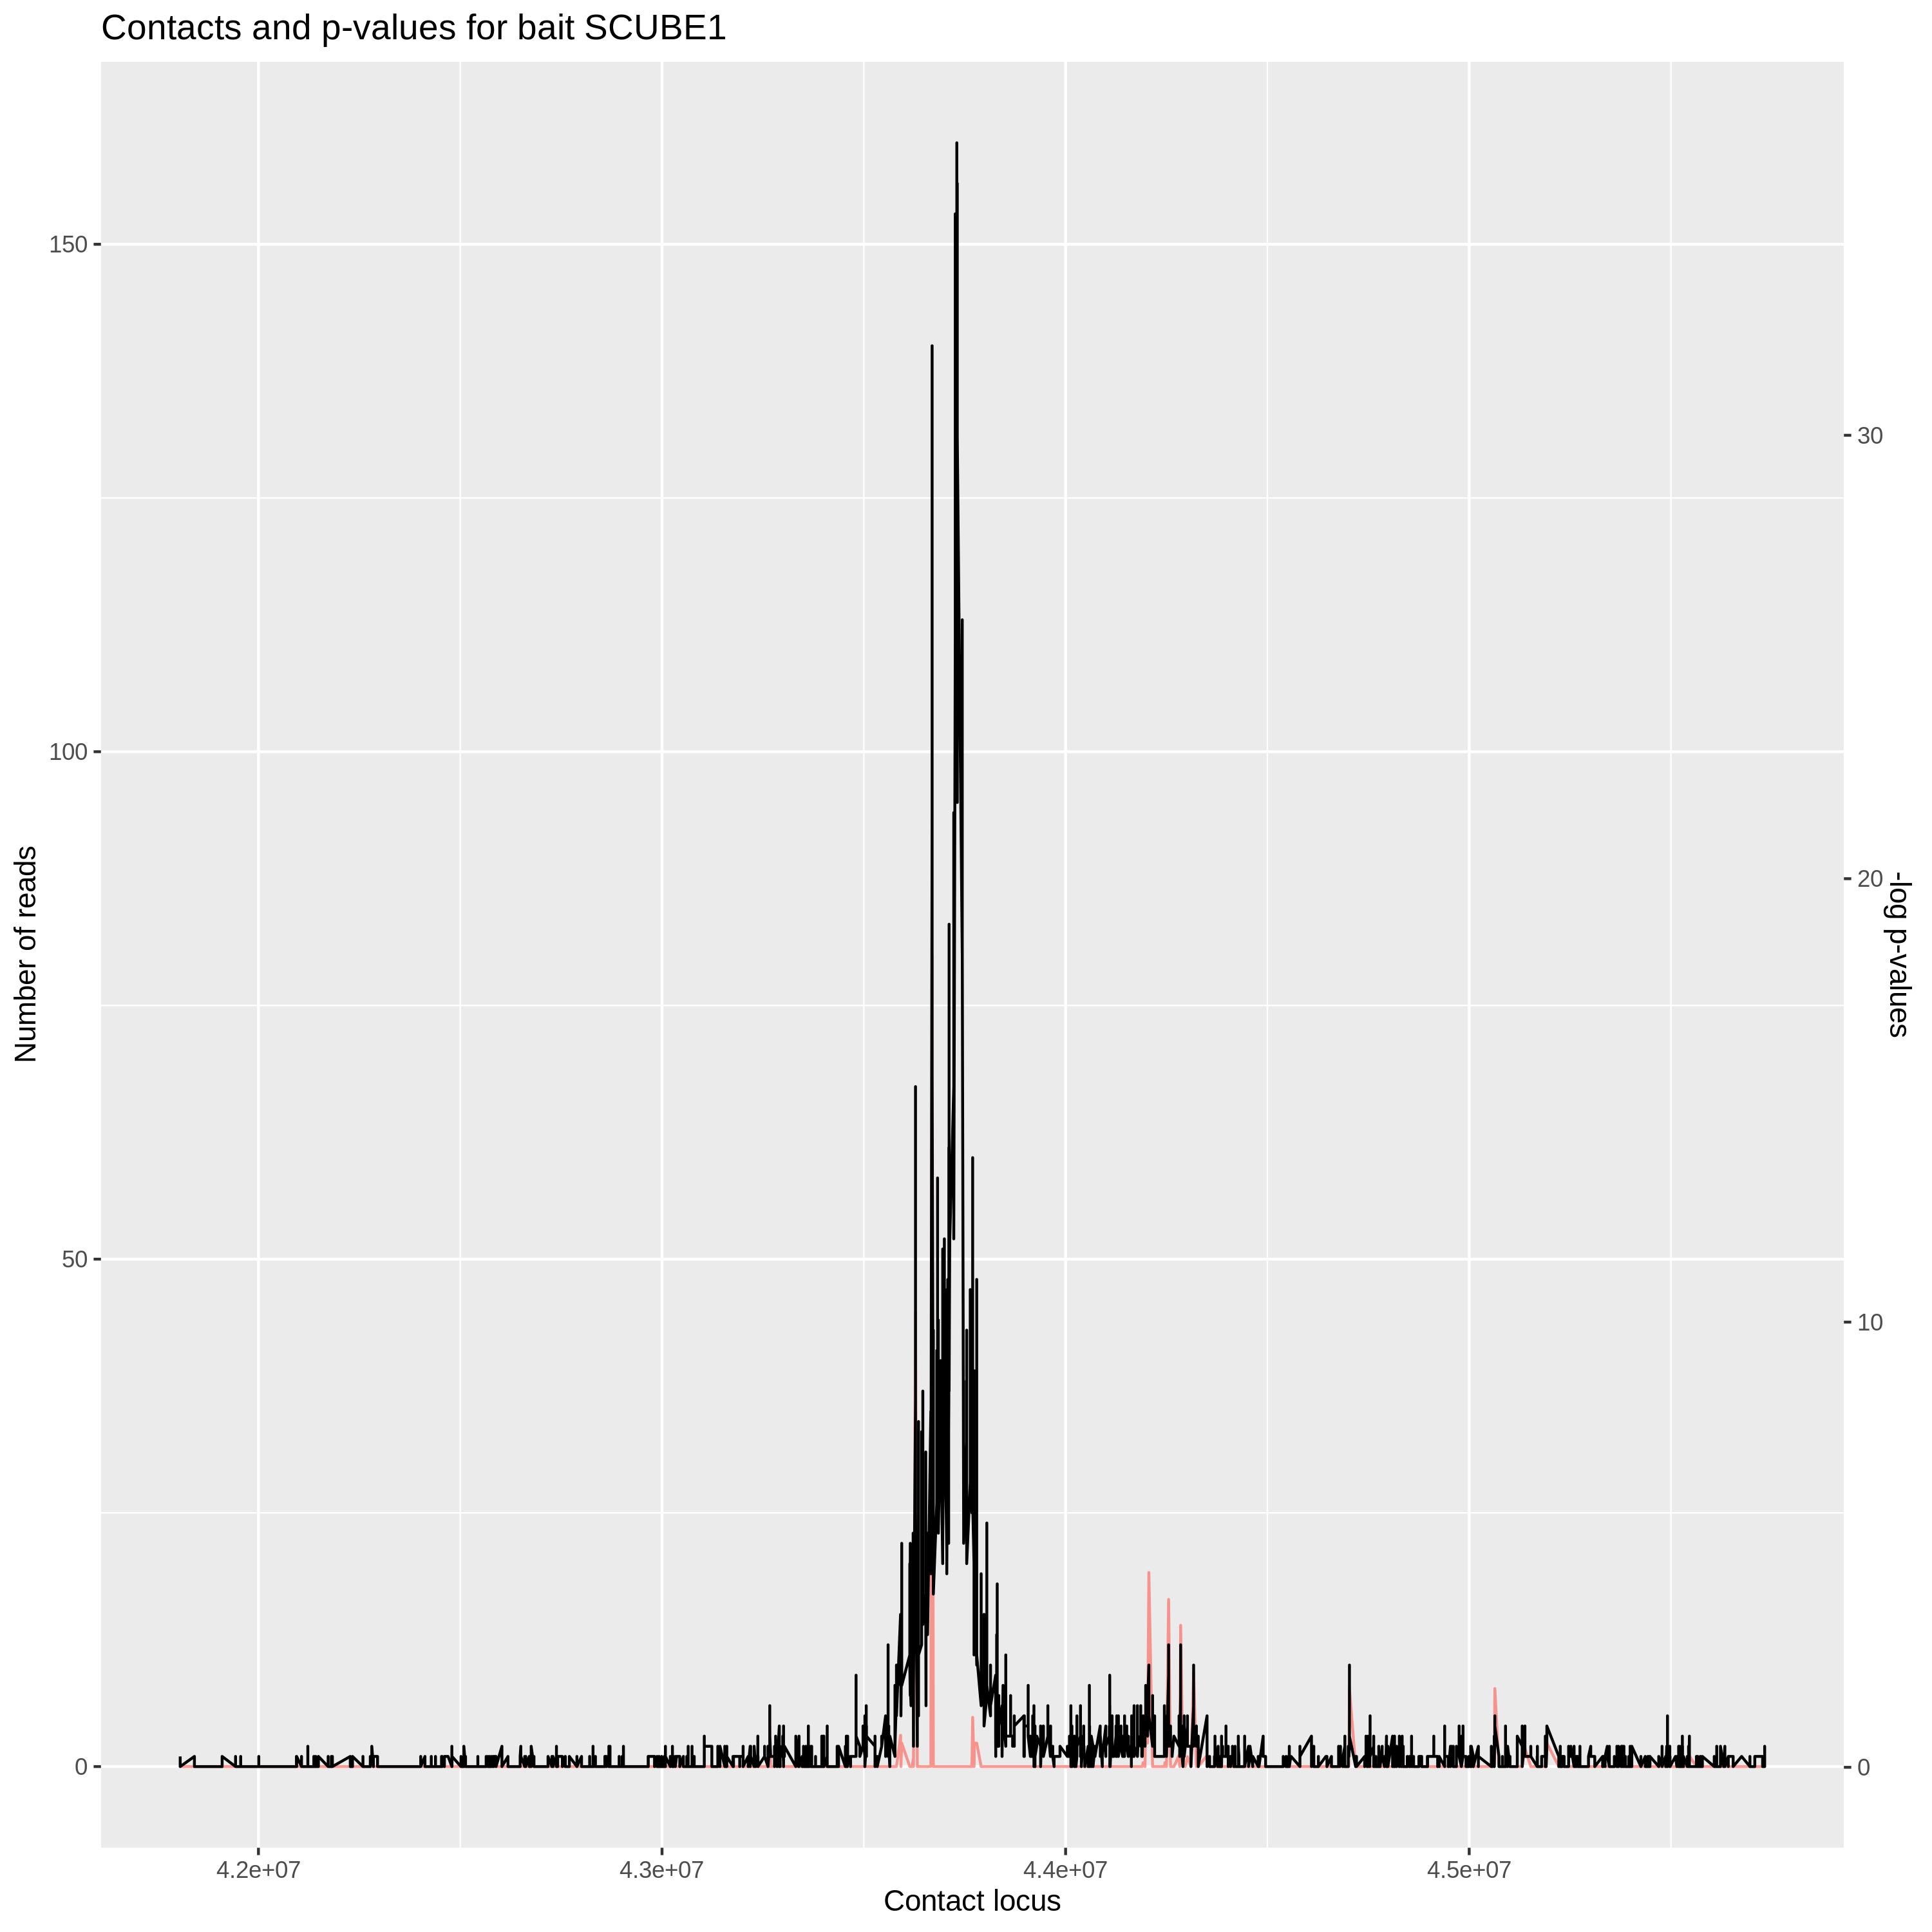 Contacts and p-values for bait SCUBE1
150
100
50
0
Number of reads
30
20
10
0
-log p-values
4.2e+07
4.3e+07
4.4e+07
4.5e+07
Contact locus